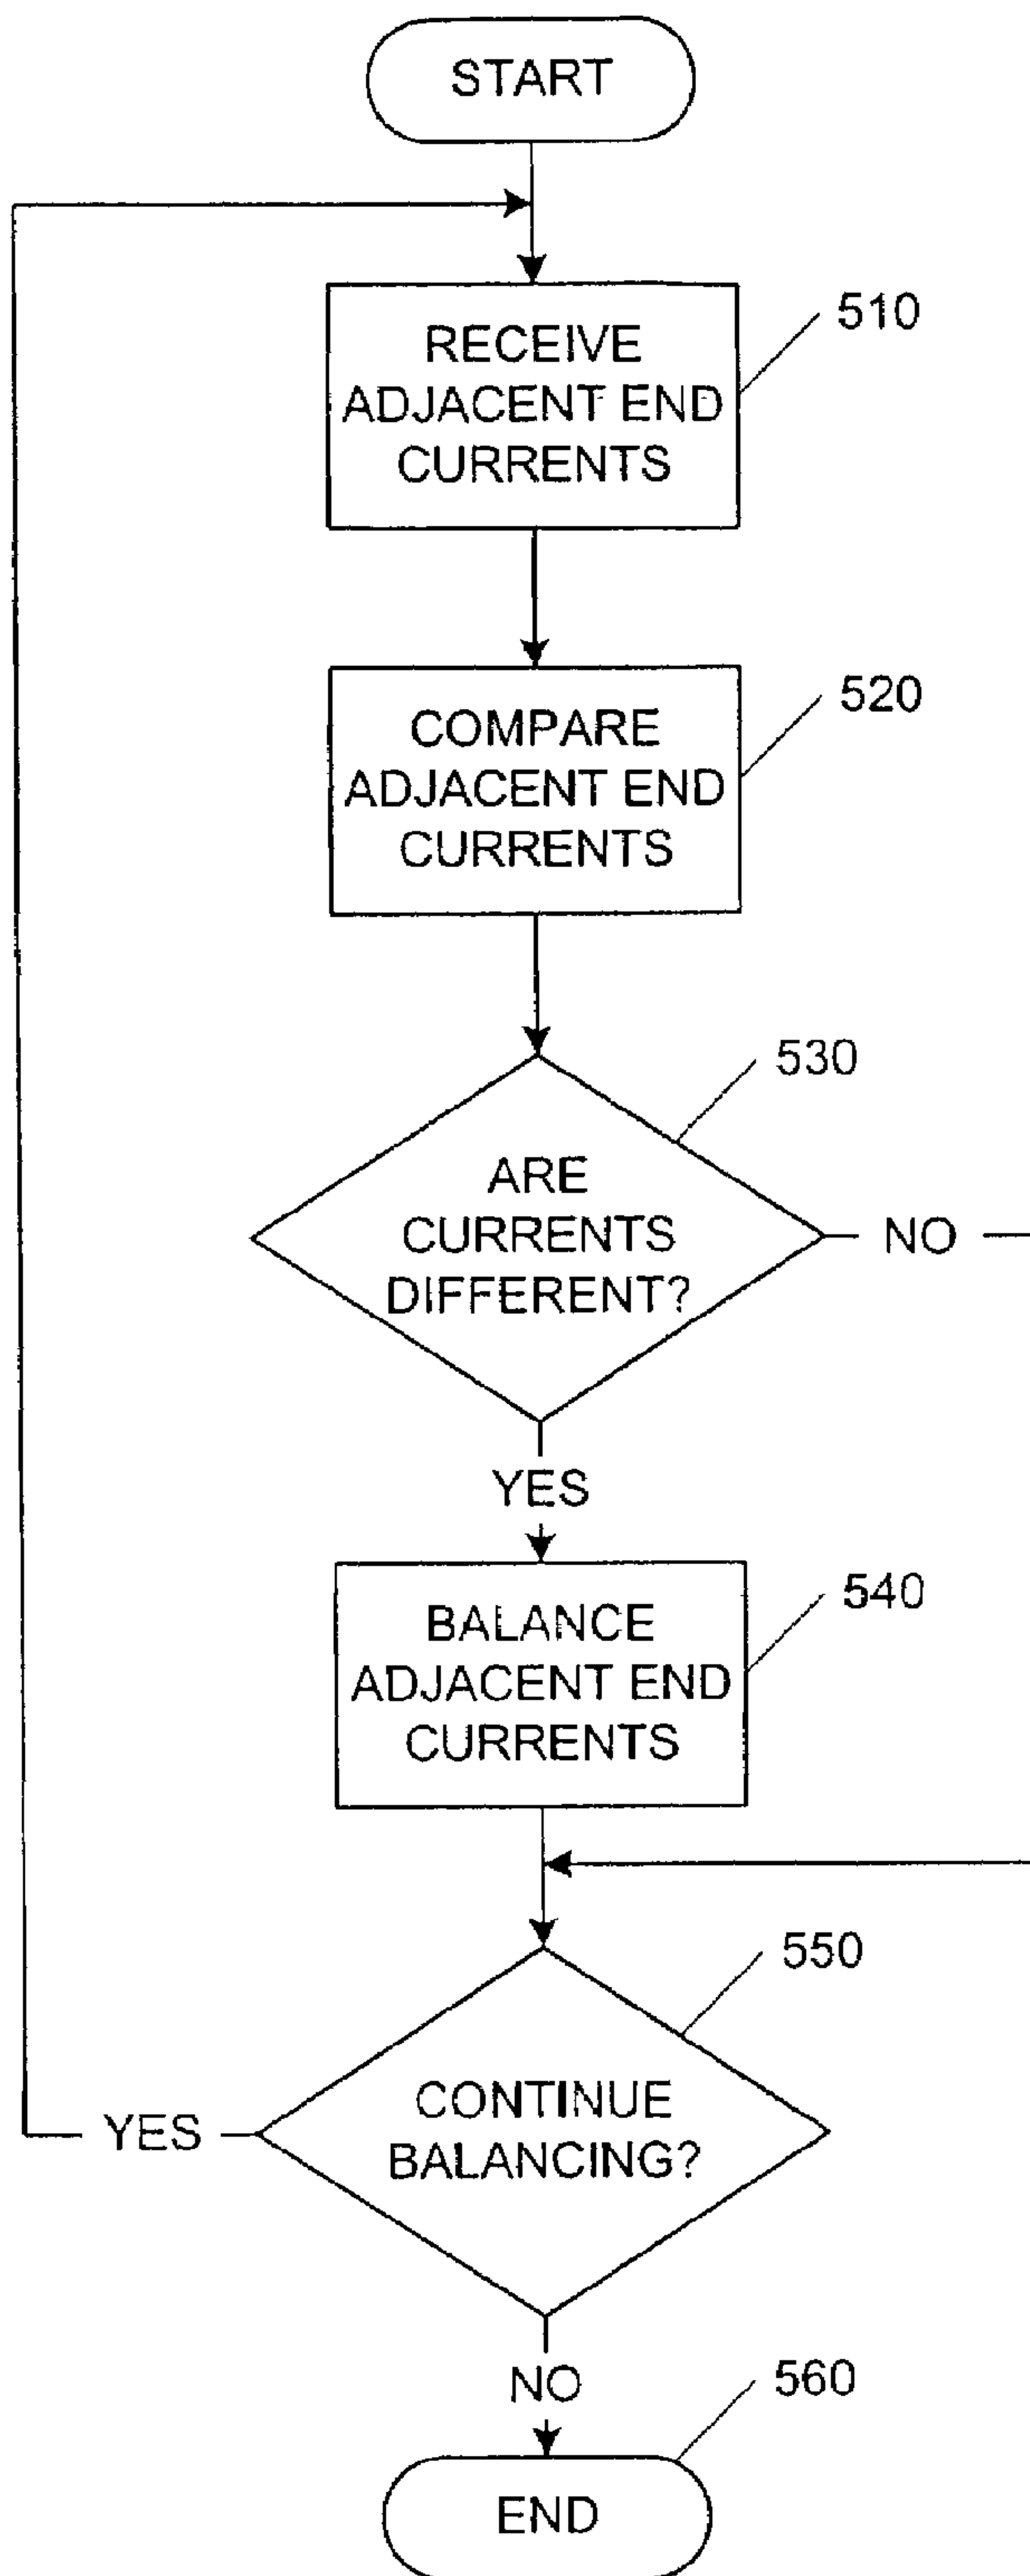 START
RECEIVE
ADJACENT END
CURRENTS
510
COMPARE
ADJACENT END
CURRENTS
520
530
ARE
CURRENTS
DIFFERENT?
NO
YES
BALANCE
ADJACENT END
CURRENTS
540
550
CONTINUE
BALANCING?
YES
NO
560
END